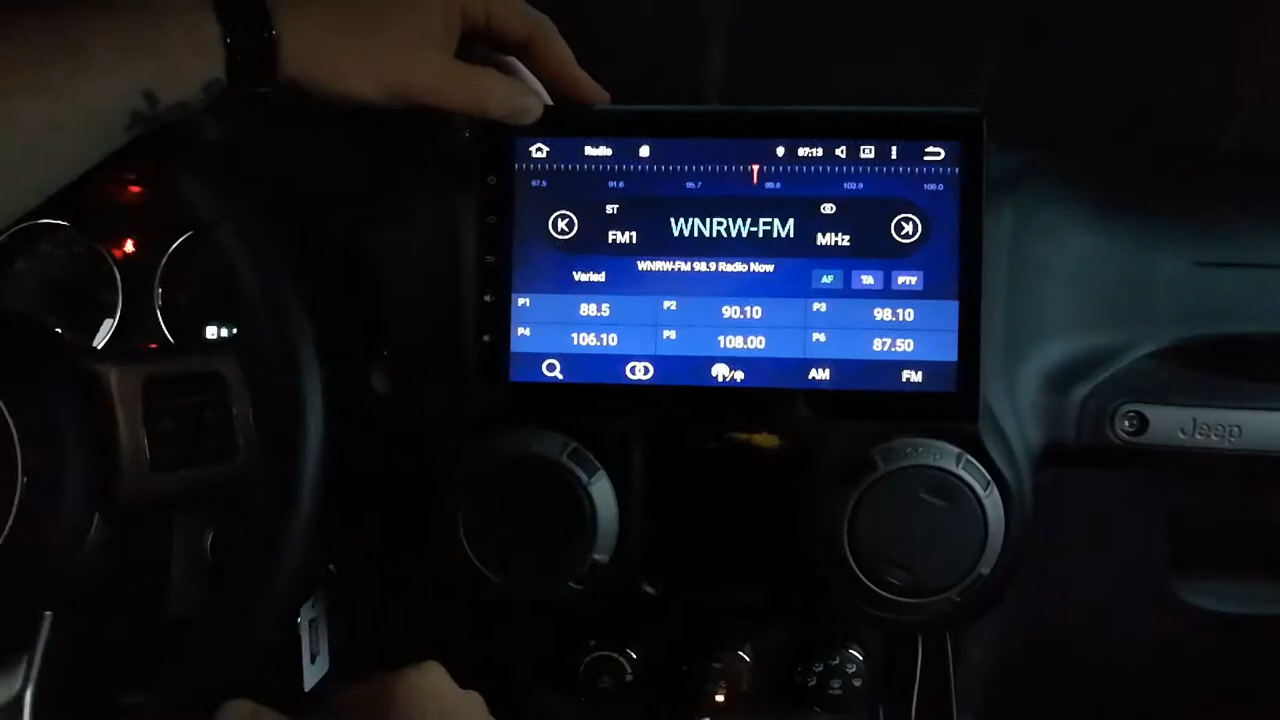 Radio
07:13
87.5 91.6 95.7 99.8 103.9 108.0
ST
WNRW-FM
FM1
MHz
WNRW-FM 98.9 Radio Now
Varied
AF TA PTY
P1 88.5 P2 90.10 P3 98.10
P4 106.10 P5 108.00 P6 87.50
AM FM
Jeep
Jeep